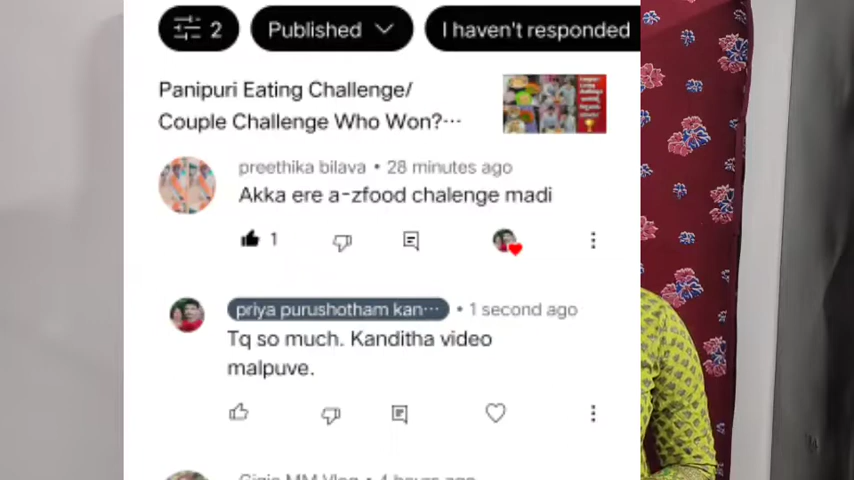 2 Published I haven't responded
Panipuri Eating Challenge/
Couple Challenge Who Won?...
preethika bilava • 28 minutes ago
Akka ere a-zfood chalenge madi
1
priya purushotham kan... • 1 second ago
Tq so much. Kanditha video
malpuve.